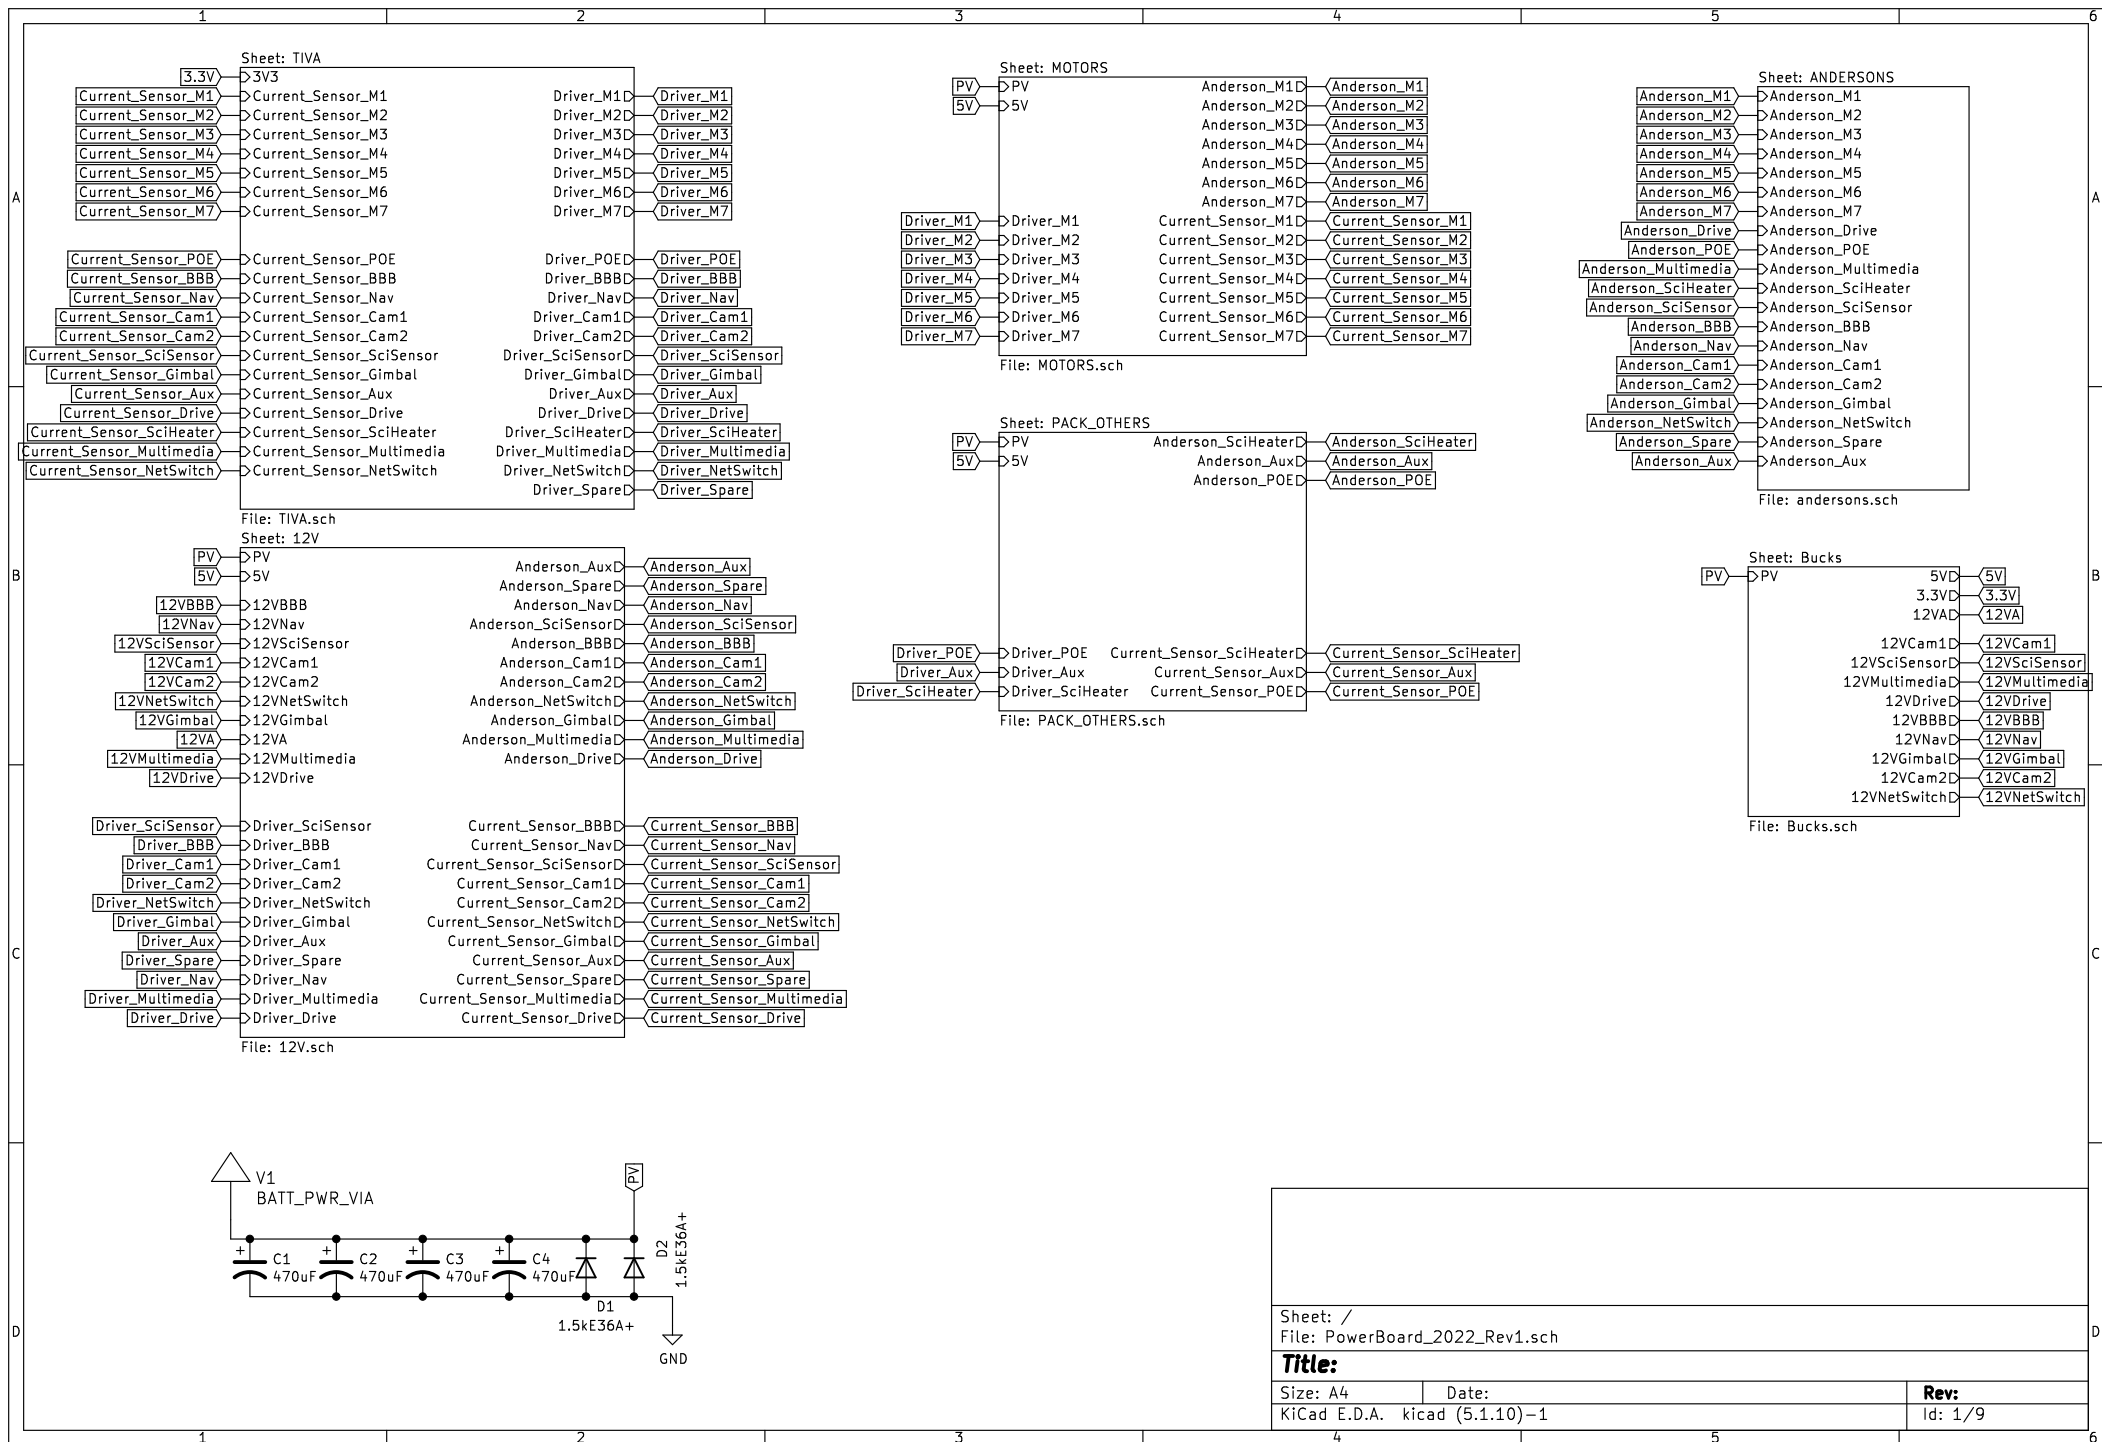 1 2 3 4 5 6
Sheet: TIVA
3.3V 3V3
Current_Sensor_M1 Current_Sensor_M1 Driver_M1 Driver_M1
Current_Sensor_M2 Current_Sensor_M2 Driver_M2 Driver_M2
Current_Sensor_M3 Current_Sensor_M3 Driver_M3 Driver_M3
Current_Sensor_M4 Current_Sensor_M4 Driver_M4 Driver_M4
Current_Sensor_M5 Current_Sensor_M5 Driver_M5 Driver_M5
Current_Sensor_M6 Current_Sensor_M6 Driver_M6 Driver_M6
Current_Sensor_M7 Current_Sensor_M7 Driver_M7 Driver_M7
Current_Sensor_POE Current_Sensor_POE Driver_POE Driver_POE
Current_Sensor_BBB Current_Sensor_BBB Driver_BBB Driver_BBB
Current_Sensor_Nav Current_Sensor_Nav Driver_Nav Driver_Nav
Current_Sensor_Cam1 Current_Sensor_Cam1 Driver_Cam1 Driver_Cam1
Current_Sensor_Cam2 Current_Sensor_Cam2 Driver_Cam2 Driver_Cam2
Current_Sensor_SciSensor Current_Sensor_SciSensor Driver_SciSensor Driver_SciSensor
Current_Sensor_Gimbal Current_Sensor_Gimbal Driver_Gimbal Driver_Gimbal
Current_Sensor_Aux Current_Sensor_Aux Driver_Aux Driver_Aux
Current_Sensor_Drive Current_Sensor_Drive Driver_Drive Driver_Drive
Current_Sensor_SciHeater Current_Sensor_SciHeater Driver_SciHeater Driver_SciHeater
Current_Sensor_Multimedia Current_Sensor_Multimedia Driver_Multimedia Driver_Multimedia
Current_Sensor_NetSwitch Current_Sensor_NetSwitch Driver_NetSwitch Driver_NetSwitch
Driver_Spare Driver_Spare
File: TIVA.sch
Sheet: 12V
PV PV
5V 5V
Anderson_Aux Anderson_Aux
Anderson_Spare Anderson_Spare
12VBBB 12VBBB Anderson_Nav Anderson_Nav
12VNav 12VNav Anderson_SciSensor Anderson_SciSensor
12VSciSensor 12VSciSensor Anderson_BBB Anderson_BBB
12VCam1 12VCam1 Anderson_Cam1 Anderson_Cam1
12VCam2 12VCam2 Anderson_Cam2 Anderson_Cam2
12VNetSwitch 12VNetSwitch Anderson_NetSwitch Anderson_NetSwitch
12VGimbal 12VGimbal Anderson_Gimbal Anderson_Gimbal
12VA 12VA Anderson_Multimedia Anderson_Multimedia
12VMultimedia 12VMultimedia Anderson_Drive Anderson_Drive
12VDrive 12VDrive
Driver_SciSensor Driver_SciSensor Current_Sensor_BBB Current_Sensor_BBB
Driver_BBB Driver_BBB Current_Sensor_Nav Current_Sensor_Nav
Driver_Cam1 Driver_Cam1 Current_Sensor_SciSensor Current_Sensor_SciSensor
Driver_Cam2 Driver_Cam2 Current_Sensor_Cam1 Current_Sensor_Cam1
Driver_NetSwitch Driver_NetSwitch Current_Sensor_Cam2 Current_Sensor_Cam2
Driver_Gimbal Driver_Gimbal Current_Sensor_NetSwitch Current_Sensor_NetSwitch
Driver_Aux Driver_Aux Current_Sensor_Gimbal Current_Sensor_Gimbal
Driver_Spare Driver_Spare Current_Sensor_Aux Current_Sensor_Aux
Driver_Nav Driver_Nav Current_Sensor_Spare Current_Sensor_Spare
Driver_Multimedia Driver_Multimedia Current_Sensor_Multimedia Current_Sensor_Multimedia
Driver_Drive Driver_Drive Current_Sensor_Drive Current_Sensor_Drive
File: 12V.sch
Sheet: MOTORS
PV PV Anderson_M1 Anderson_M1
5V 5V Anderson_M2 Anderson_M2
Anderson_M3 Anderson_M3
Anderson_M4 Anderson_M4
Anderson_M5 Anderson_M5
Anderson_M6 Anderson_M6
Anderson_M7 Anderson_M7
Driver_M1 Driver_M1 Current_Sensor_M1 Current_Sensor_M1
Driver_M2 Driver_M2 Current_Sensor_M2 Current_Sensor_M2
Driver_M3 Driver_M3 Current_Sensor_M3 Current_Sensor_M3
Driver_M4 Driver_M4 Current_Sensor_M4 Current_Sensor_M4
Driver_M5 Driver_M5 Current_Sensor_M5 Current_Sensor_M5
Driver_M6 Driver_M6 Current_Sensor_M6 Current_Sensor_M6
Driver_M7 Driver_M7 Current_Sensor_M7 Current_Sensor_M7
File: MOTORS.sch
Sheet: PACK_OTHERS
PV PV Anderson_SciHeater Anderson_SciHeater
5V 5V Anderson_Aux Anderson_Aux
Anderson_POE Anderson_POE
Driver_POE Driver_POE Current_Sensor_SciHeater Current_Sensor_SciHeater
Driver_Aux Driver_Aux Current_Sensor_Aux Current_Sensor_Aux
Driver_SciHeater Driver_SciHeater Current_Sensor_POE Current_Sensor_POE
File: PACK_OTHERS.sch
Sheet: ANDERSONS
Anderson_M1 Anderson_M1
Anderson_M2 Anderson_M2
Anderson_M3 Anderson_M3
Anderson_M4 Anderson_M4
Anderson_M5 Anderson_M5
Anderson_M6 Anderson_M6
Anderson_M7 Anderson_M7
Anderson_Drive Anderson_Drive
Anderson_POE Anderson_POE
Anderson_Multimedia Anderson_Multimedia
Anderson_SciHeater Anderson_SciHeater
Anderson_SciSensor Anderson_SciSensor
Anderson_BBB Anderson_BBB
Anderson_Nav Anderson_Nav
Anderson_Cam1 Anderson_Cam1
Anderson_Cam2 Anderson_Cam2
Anderson_Gimbal Anderson_Gimbal
Anderson_NetSwitch Anderson_NetSwitch
Anderson_Spare Anderson_Spare
Anderson_Aux Anderson_Aux
File: andersons.sch
Sheet: Bucks
PV PV 5V 5V
3.3V 3.3V
12VA 12VA
12VCam1 12VCam1
12VSciSensor 12VSciSensor
12VMultimedia 12VMultimedia
12VDrive 12VDrive
12VBBB 12VBBB
12VNav 12VNav
12VGimbal 12VGimbal
12VCam2 12VCam2
12VNetSwitch 12VNetSwitch
File: Bucks.sch
A A
B B
C C
D D
V1
BATT_PWR_VIA
PV
+ C1
470uF
+ C2
470uF
+ C3
470uF
+ C4
470uF
D2
1.5kE36A+
D1
1.5kE36A+
GND
Sheet: /
File: PowerBoard_2022_Rev1.sch
Title:
Size: A4 Date: Rev:
KiCad E.D.A. kicad (5.1.10)-1 Id: 1/9
1 2 3 4 5 6